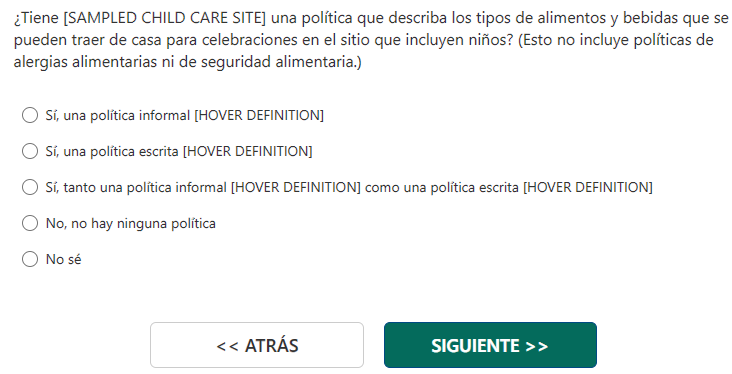 ¿Tiene [SAMPLED CHILD CARE SITE] una política que describa los tipos de alimentos y bebidas que se
pueden traer de casa para celebraciones en el sitio que incluyen niños? (Esto no incluye políticas de
alergias alimentarias ni de seguridad alimentaria.)
Sí, una política informal [HOVER DEFINITION]
Sí, una política escrita [HOVER DEFINITION]
Sí, tanto una política informal [HOVER DEFINITION] como una política escrita [HOVER DEFINITION]
No, no hay ninguna política
No sé
<< ATRÁS SIGUIENTE >>